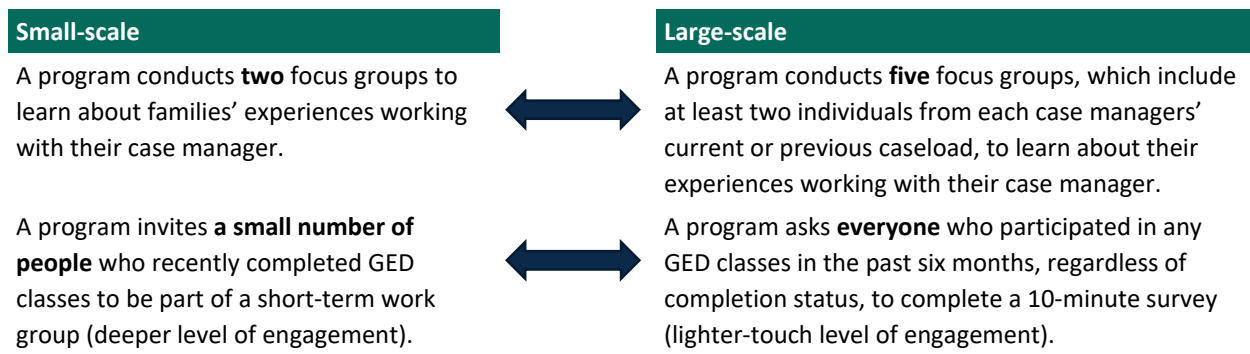 Small-scale
Large-scale
A program conducts two focus groups to
learn about families’ experiences working
with their case manager.
A program conducts five focus groups, which include
at least two individuals from each case managers’
current or previous caseload, to learn about their
experiences working with their case manager.
A program invites a small number of
people who recently completed GED
classes to be part of a short-term work
group (deeper level of engagement).
A program asks everyone who participated in any
GED classes in the past six months, regardless of
completion status, to complete a 10-minute survey
(lighter-touch level of engagement).